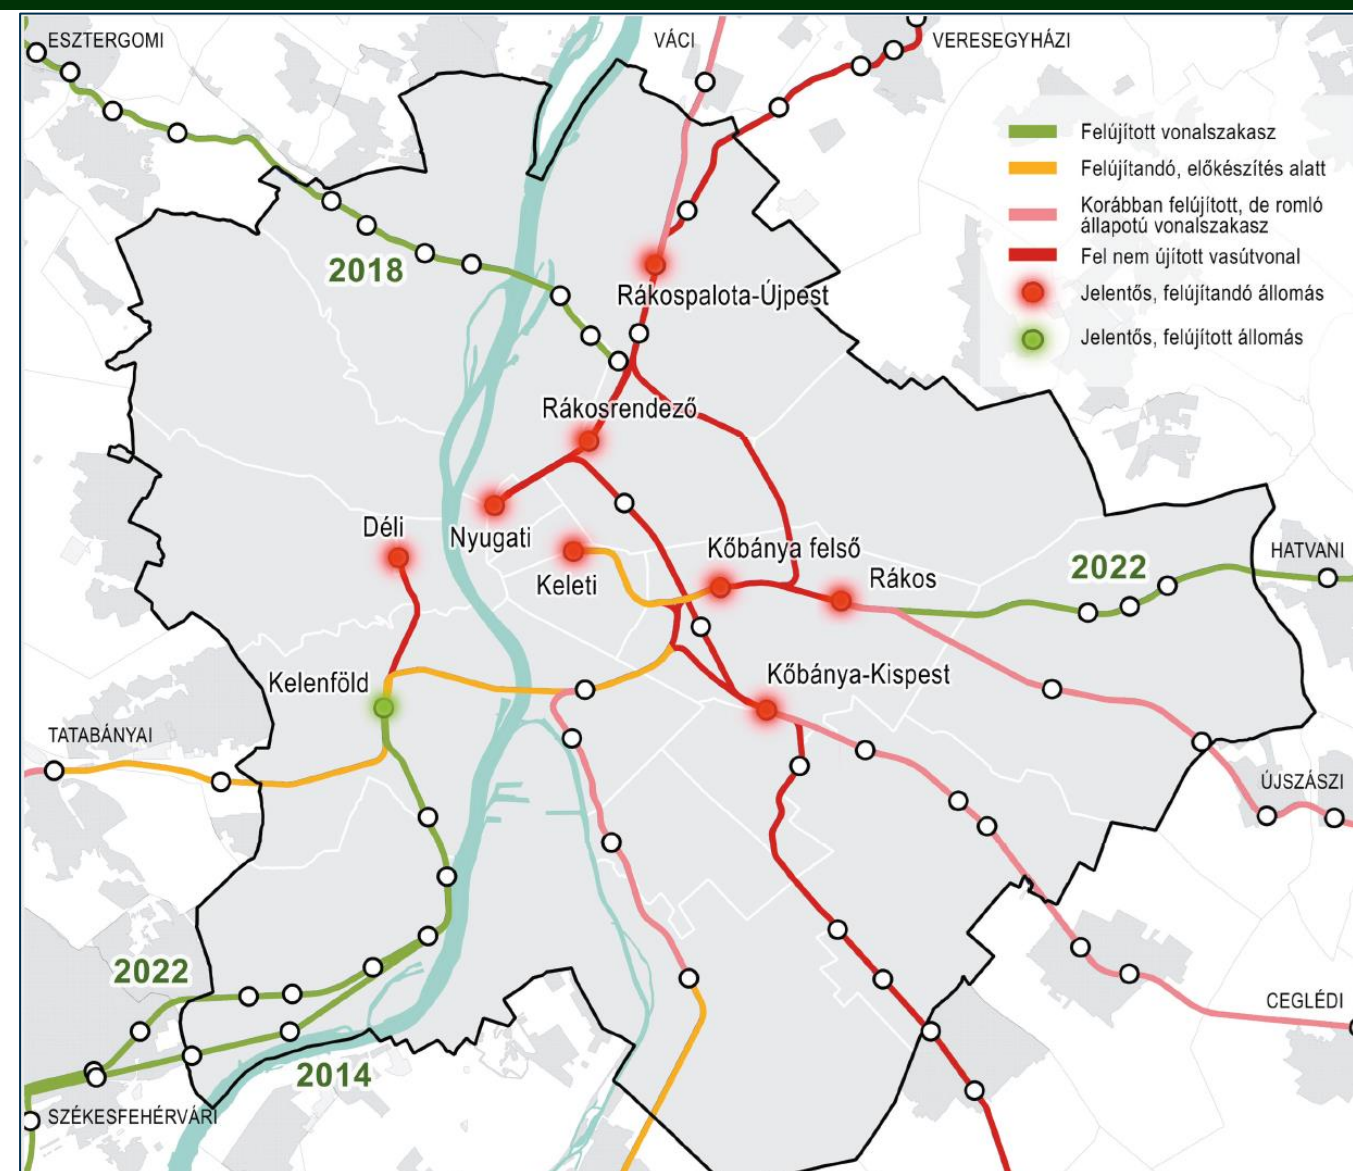 ESZTERGOMI
VÁCI
VERESEGYHÁZI
Felújított vonalszakasz
Felújítandó, előkészítés alatt
Korábban felújított, de romló
állapotú vonalszakasz
Fel nem újított vasútvonal
Jelentős, felújítandó állomás
Jelentős, felújított állomás
2018
Rákospalota-Újpest
Rákosrendező
Déli
Nyugati
Keleti
Kőbánya felső
Rákos
2022
HATVANI
Kelenföld
Kőbánya-Kispest
TATABÁNYAI
ÚJSZÁSZI
2022
CEGLÉDI
2014
SZÉKESFEHÉRVÁRI